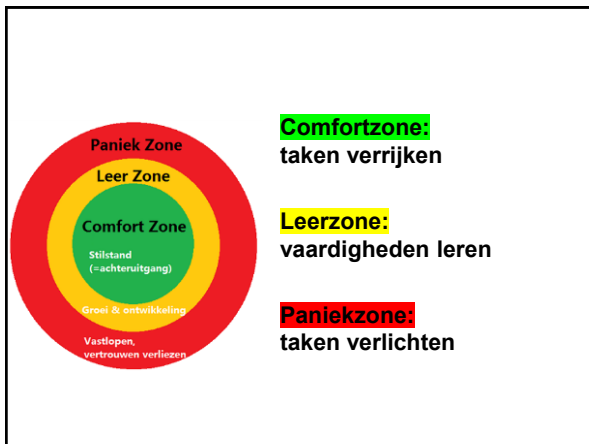 Paniek Zone
Leer Zone
Comfort Zone
Stilstand
(=achteruitgang)
Groei & ontwikkeling
Vastlopen,
vertrouwen verliezen
Comfortzone:
taken verrijken
Leerzone:
vaardigheden leren
Paniekzone:
taken verlichten